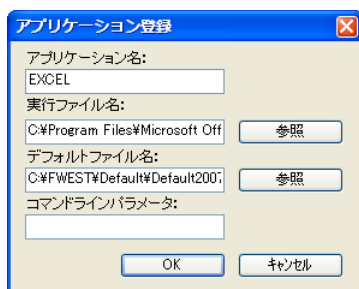 アプリケーション登録
アプリケーション名:
EXCEL
実行ファイル名:
C:¥Program Files¥Microsoft Off
参照
デフォルトファイル名:
C:¥FWEST¥Default¥Default2007
参照
コマンドラインパラメータ:
OK
キャンセル